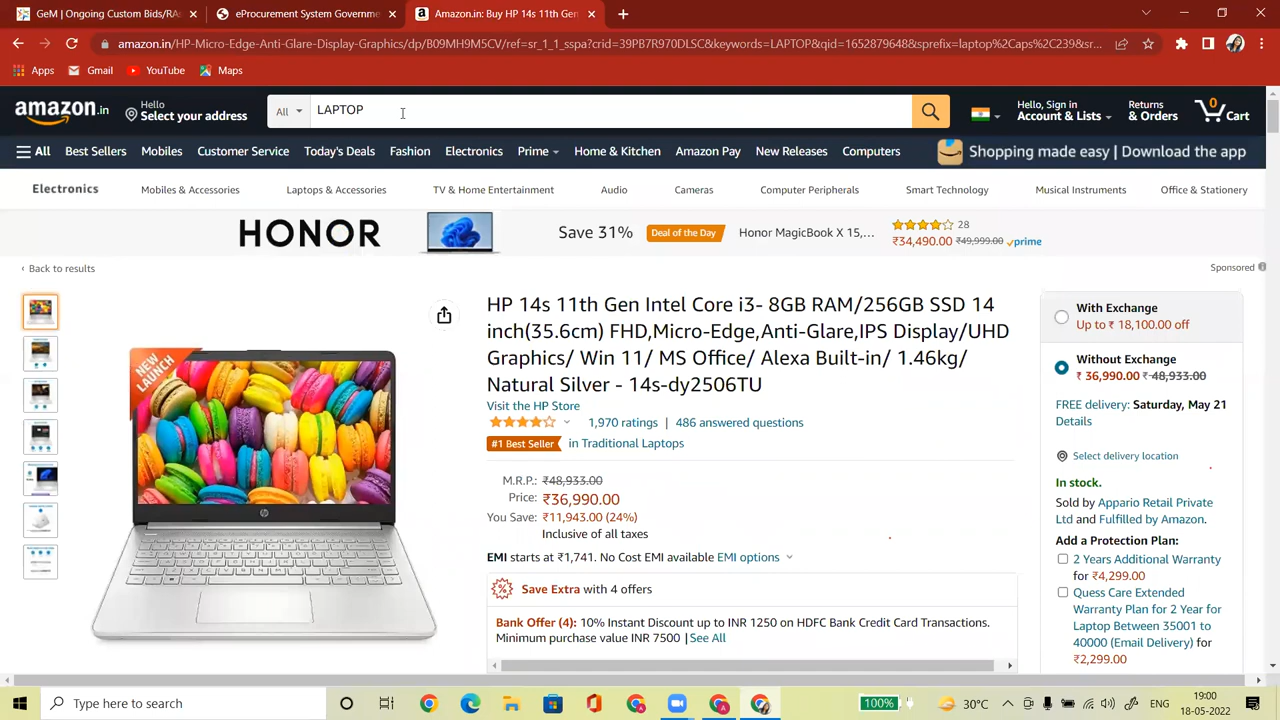 GeM | Ongoing Custom Bids/RA
eProcurement System Governmen
Amazon.in: Buy HP 14s 11th Gen
amazon.in/HP-Micro-Edge-Anti-Glare-Display-Graphics/dp/B09MH9M5CV/ref=sr_1_1_sspa?crid=39PB7R970DLSC&keywords=LAPTOP&qid=1652879648&sprefix=laptop%2Caps%2C239&sr...
Apps Gmail YouTube Maps
amazon.in
Hello
Select your address
All
LAPTOP
Hello, Sign in
Account & Lists
Returns
& Orders
0
Cart
All Best Sellers Mobiles Customer Service Today's Deals Fashion Electronics Prime Home & Kitchen Amazon Pay New Releases Computers
Shopping made easy | Download the app
Electronics Mobiles & Accessories Laptops & Accessories TV & Home Entertainment Audio Cameras Computer Peripherals Smart Technology Musical Instruments Office & Stationery
HONOR
Save 31%
Deal of the Day
Honor MagicBook X 15,...
28
₹34,490.00 ₹49,999.00 prime
‹ Back to results
Sponsored
NEW
LAUNCH
hp
HP 14s 11th Gen Intel Core i3- 8GB RAM/256GB SSD 14
inch(35.6cm) FHD,Micro-Edge,Anti-Glare,IPS Display/UHD
Graphics/ Win 11/ MS Office/ Alexa Built-in/ 1.46kg/
Natural Silver - 14s-dy2506TU
Visit the HP Store
1,970 ratings | 486 answered questions
#1 Best Seller in Traditional Laptops
M.R.P.: ₹48,933.00
Price: ₹36,990.00
You Save: ₹11,943.00 (24%)
Inclusive of all taxes
EMI starts at ₹1,741. No Cost EMI available EMI options
Save Extra with 4 offers
Bank Offer (4): 10% Instant Discount up to INR 1250 on HDFC Bank Credit Card Transactions.
Minimum purchase value INR 7500 | See All
With Exchange
Up to ₹ 18,100.00 off
Without Exchange
₹ 36,990.00 ₹ 48,933.00
FREE delivery: Saturday, May 21
Details
Select delivery location
In stock.
Sold by Appario Retail Private
Ltd and Fulfilled by Amazon.
Add a Protection Plan:
2 Years Additional Warranty
for ₹4,299.00
Quess Care Extended
Warranty Plan for 2 Year for
Laptop Between 35001 to
40000 (Email Delivery) for
₹2,299.00
Type here to search
100%
30°C
ENG
19:00
18-05-2022